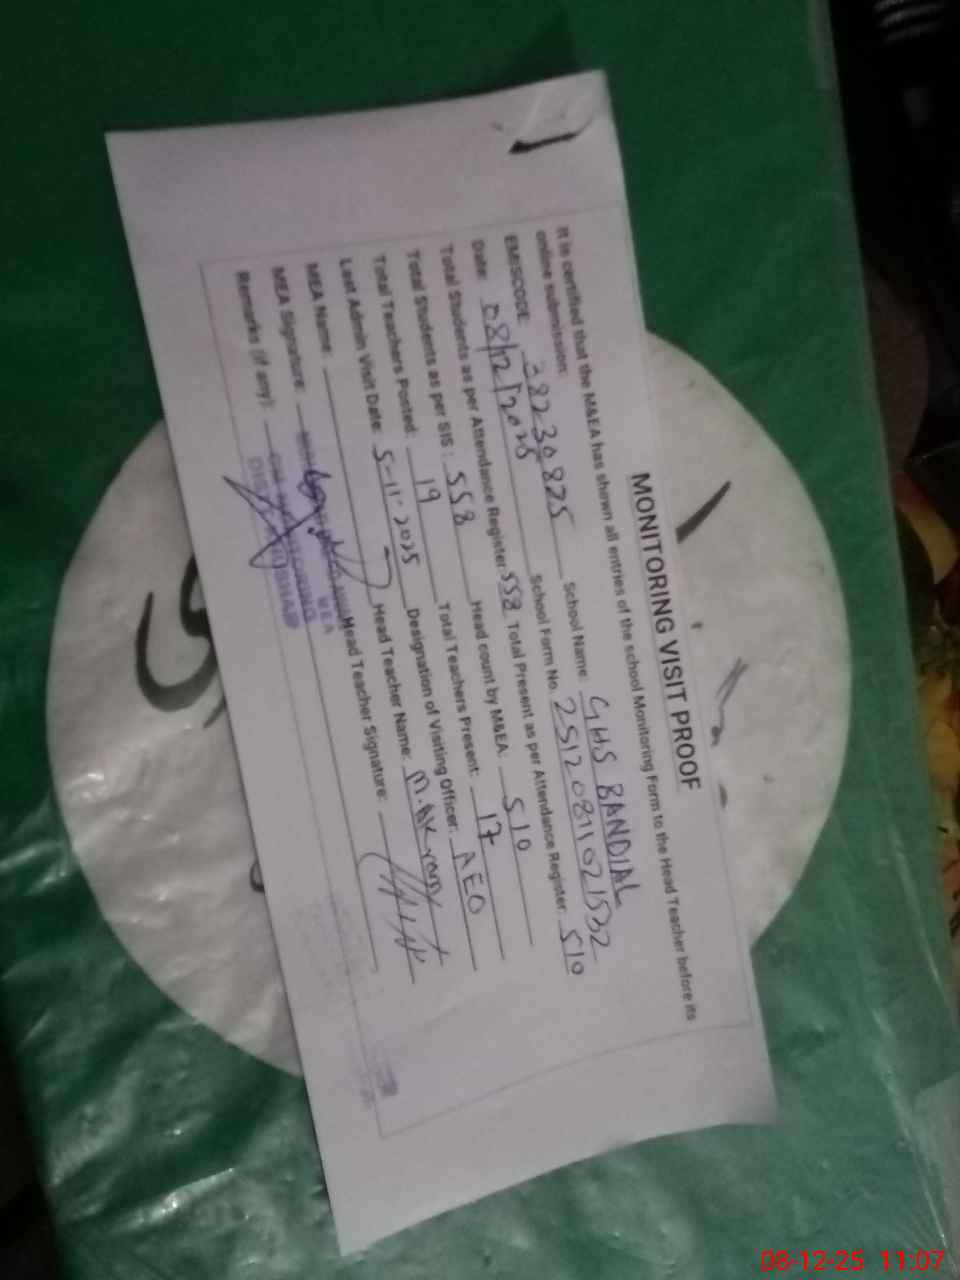 MONITORING VISIT PROOF
It is certified that the M&EA has shown all entries of the school Monitoring Form to the Head Teacher before its
online submission:
EMISCODE: 38230825 School Name: GHS BANDIAL
Date: 08/12/2025 School Form No. 25120811021532
Total Students as per Attendance Register: 558 Total Present as per Attendance Register: 510
Total Students as per SIS: 558 Head count by M&EA: 510
Total Teachers Posted: 19 Total Teachers Present: 17
Last Admin Visit Date: 5-11-2025 Designation of Visiting Officer: AEO
MEA Name: Head Teacher Name: M. Akram
MEA Signature: Head Teacher Signature:
Remarks (if any):
MEA
08-12-25 11:07